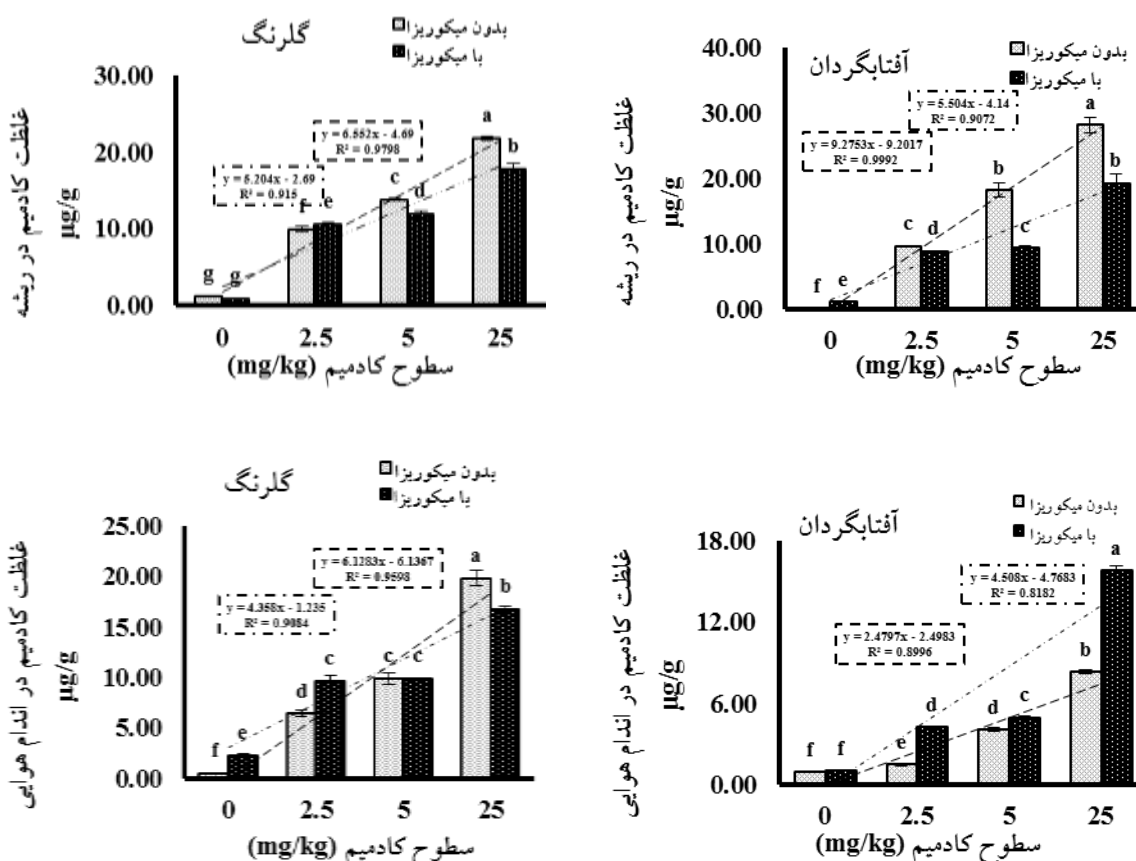 گلرنگ
بدون میکوریزا
با میکوریزا
غلظت کادمیم در ریشه
µg/g
30.00
20.00
10.00
0.00
y = 6.552x - 4.69
R² = 0.9798
y = 5.204x - 2.69
R² = 0.915
g
g
f
e
c
d
a
b
0
2.5
5
25
سطوح کادمیم (mg/kg)
آفتابگردان
بدون میکوریزا
با میکوریزا
غلظت کادمیم در ریشه
µg/g
40.00
30.00
20.00
10.00
0.00
y = 5.504x - 4.14
R² = 0.9072
y = 9.2753x - 9.2017
R² = 0.9992
f
e
c
d
b
c
a
b
0
2.5
5
25
سطوح کادمیم (mg/kg)
گلرنگ
بدون میکوریزا
با میکوریزا
غلظت کادمیم در اندام هوایی
µg/g
25.00
20.00
15.00
10.00
5.00
0.00
y = 6.1283x - 6.1367
R² = 0.9598
y = 4.358x - 1.235
R² = 0.9084
f
e
d
c
c
c
a
b
0
2.5
5
25
سطوح کادمیم (mg/kg)
آفتابگردان
بدون میکوریزا
با میکوریزا
غلظت کادمیم در اندام هوایی
µg/g
18.00
12.00
6.00
0.00
y = 4.508x - 4.7683
R² = 0.8182
y = 2.4797x - 2.4983
R² = 0.8996
f
f
e
d
d
c
b
a
0
2.5
5
25
سطوح کادمیم (mg/kg)